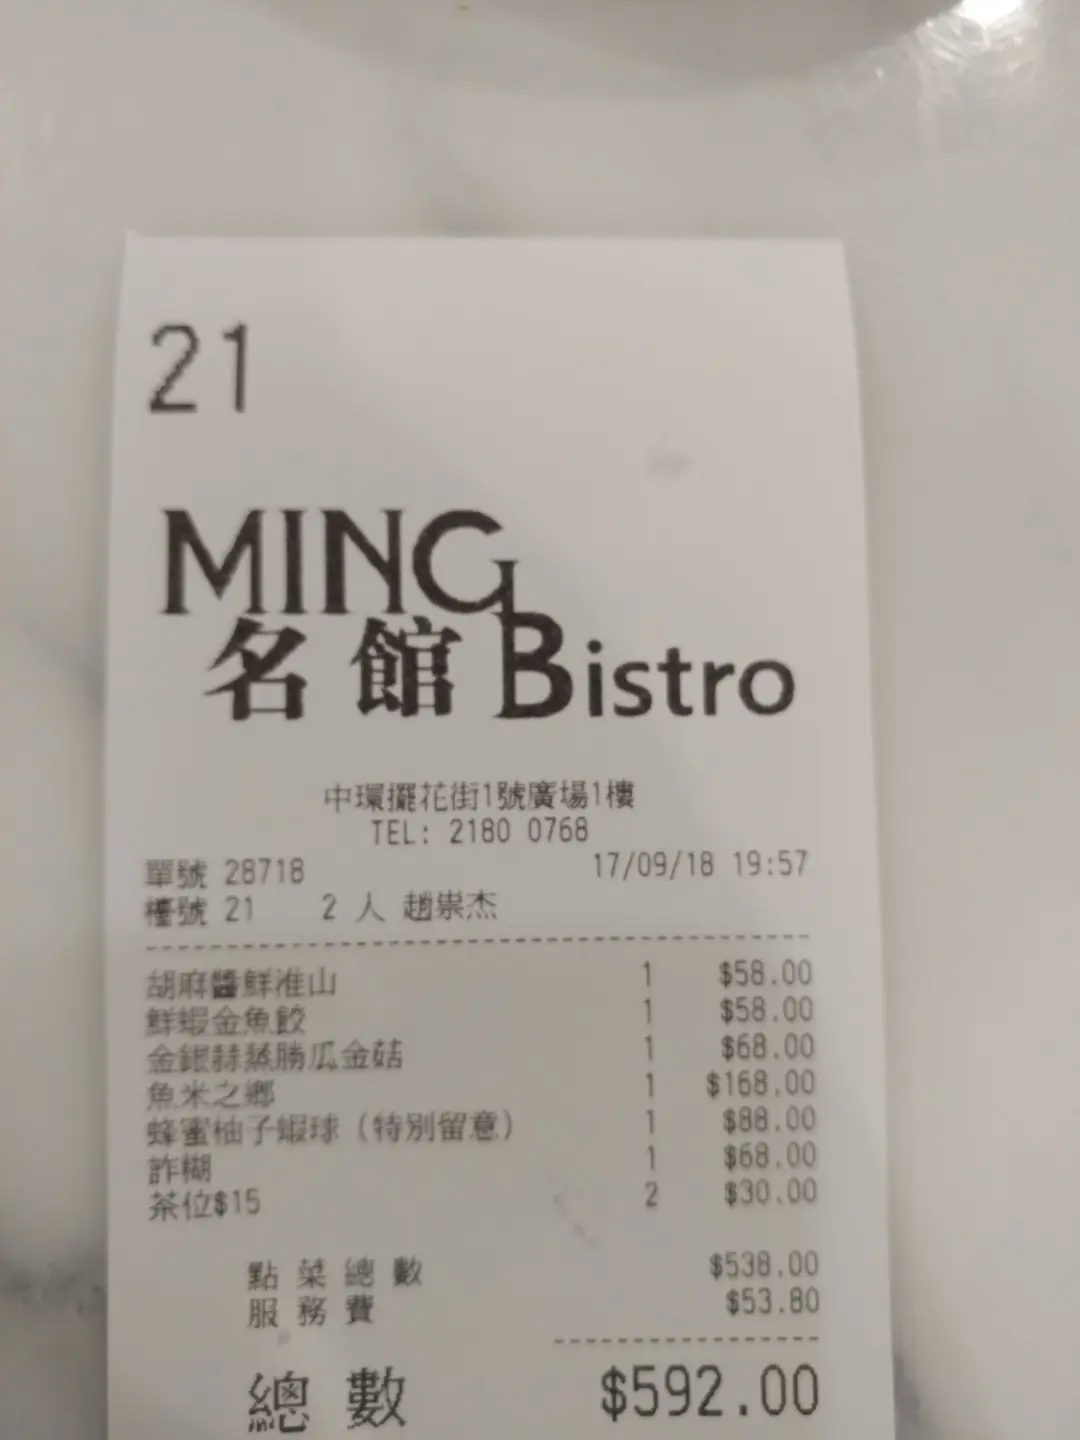 21
MING
名館 Bistro
中環擺花街1號廣場1樓
TEL: 2180 0768
單號 28718 17/09/18 19:57
檯號 21 2 人 趙崇杰
胡麻醬鮮淮山 1 $58.00
鮮蝦金魚餃 1 $58.00
金銀蒜蒸勝瓜金菇 1 $68.00
魚米之鄉 1 $168.00
蜂蜜柚子蝦球（特別留意） 1 $88.00
詐糊 1 $68.00
茶位$15 2 $30.00
點菜總數 $538.00
服務費 $53.80
總數 $592.00